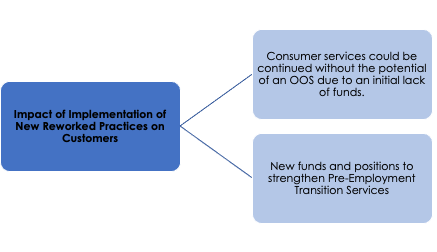 Impact of Implementation of
New Reworked Practices on
Customers
Consumer services could be
continued without the potential
of an OOS due to an initial lack
of funds.
New funds and positions to
strengthen Pre-Employment
Transition Services